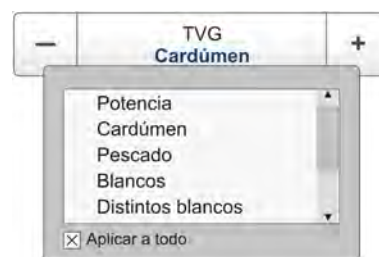 TVG
Cardúmen
Potencia
Cardúmen
Pescado
Blancos
Distintos blancos
Aplicar a todo